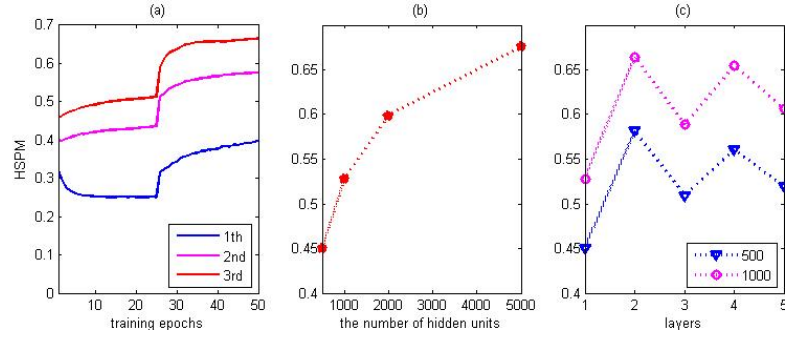 (a)
0.7
0.6
0.5
0.4
0.3
0.2
0.1
0
HSPM
10 20 30 40 50
training epochs
1th
2nd
3rd
(b)
0.65
0.6
0.55
0.5
0.45
0.4
1000 2000 3000 4000 5000
the number of hidden units
(c)
0.65
0.6
0.55
0.5
0.45
0.4
1 2 3 4 5
layers
500
1000